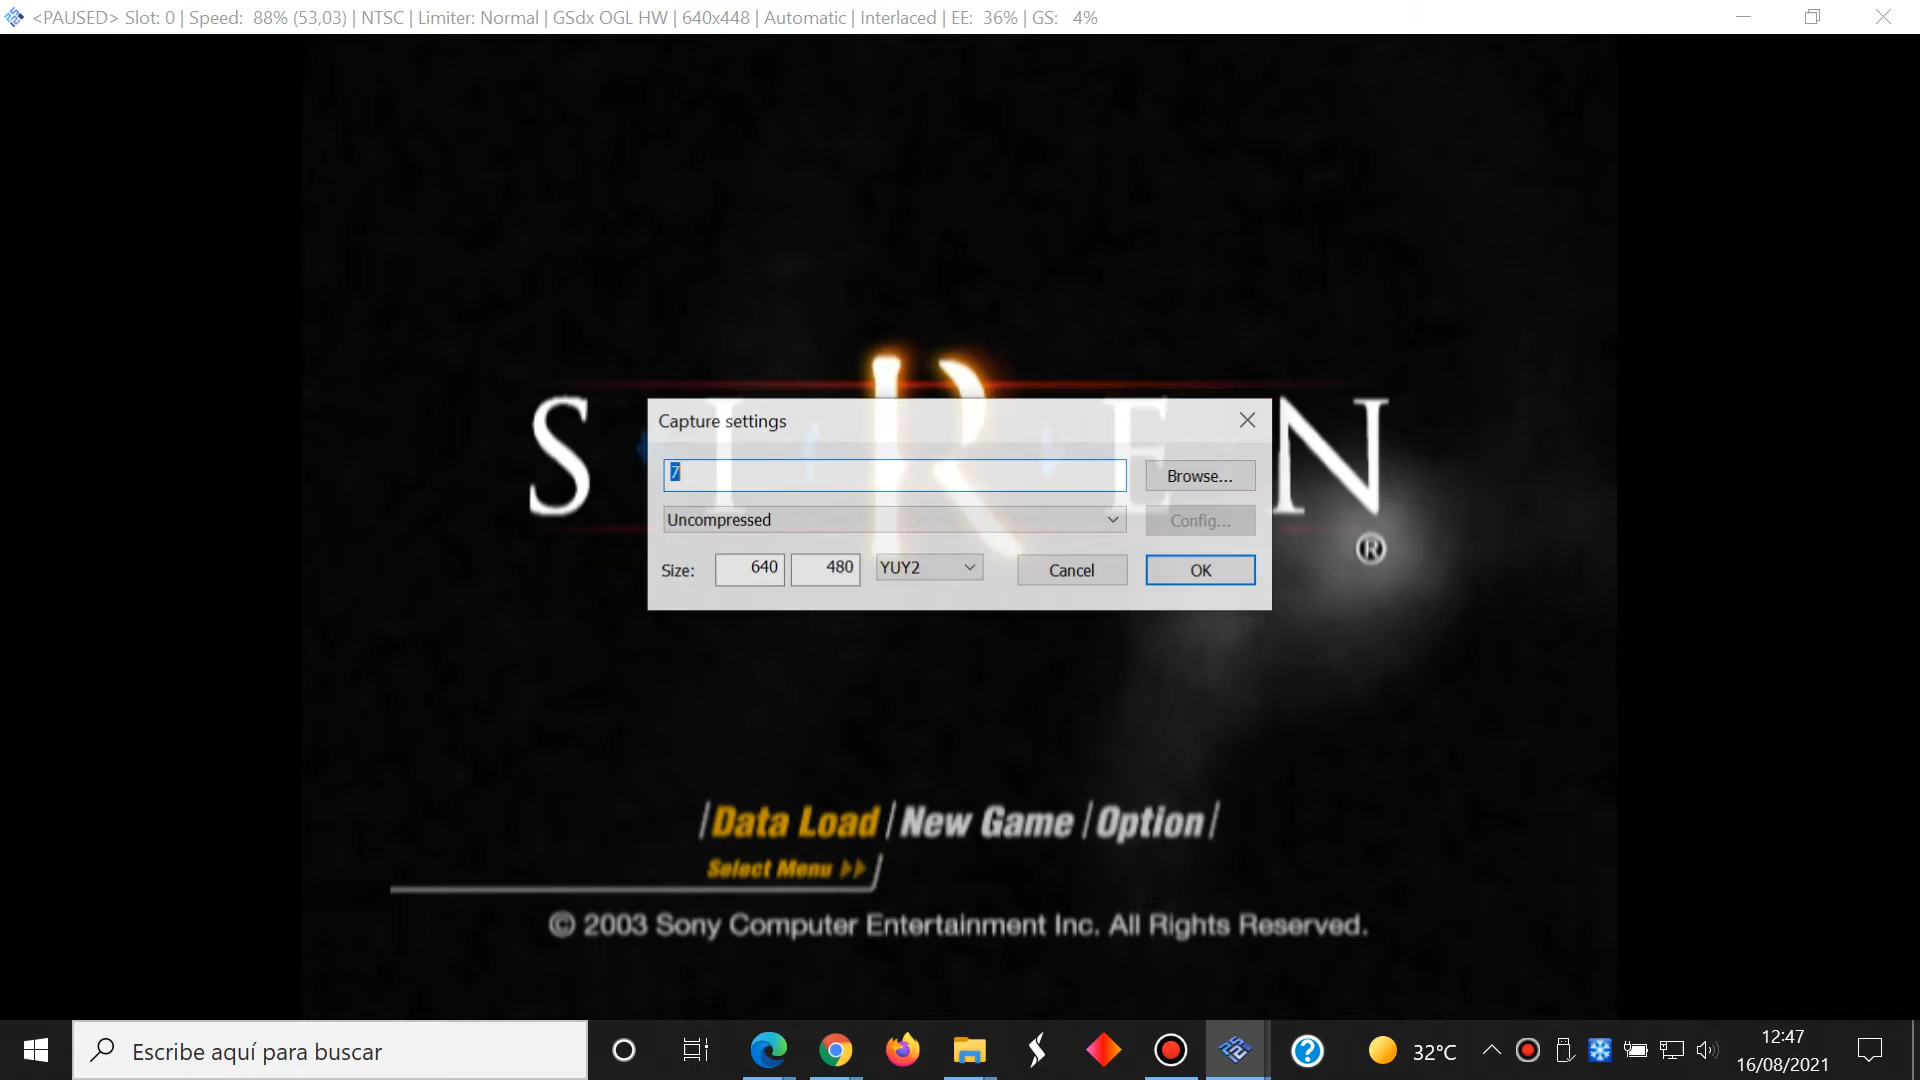 <PAUSED> Slot: 0 | Speed:  88% (53,03) | NTSC | Limiter: Normal | GSdx OGL HW | 640x448 | Automatic | Interlaced | EE:  36% | GS:   4%
SIREN
®
Capture settings
7
Browse...
Uncompressed
Config...
Size: 640 480 YUY2 Cancel OK
/Data Load/New Game/Option/
Select Menu
© 2003 Sony Computer Entertainment Inc. All Rights Reserved.
Escribe aquí para buscar
32°C
12:47
16/08/2021